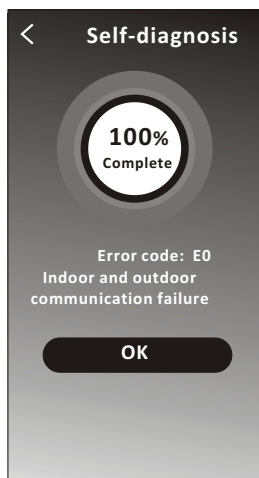 Self-diagnosis
100%
Complete
Error code: E0
Indoor and outdoor
communication failure
OK